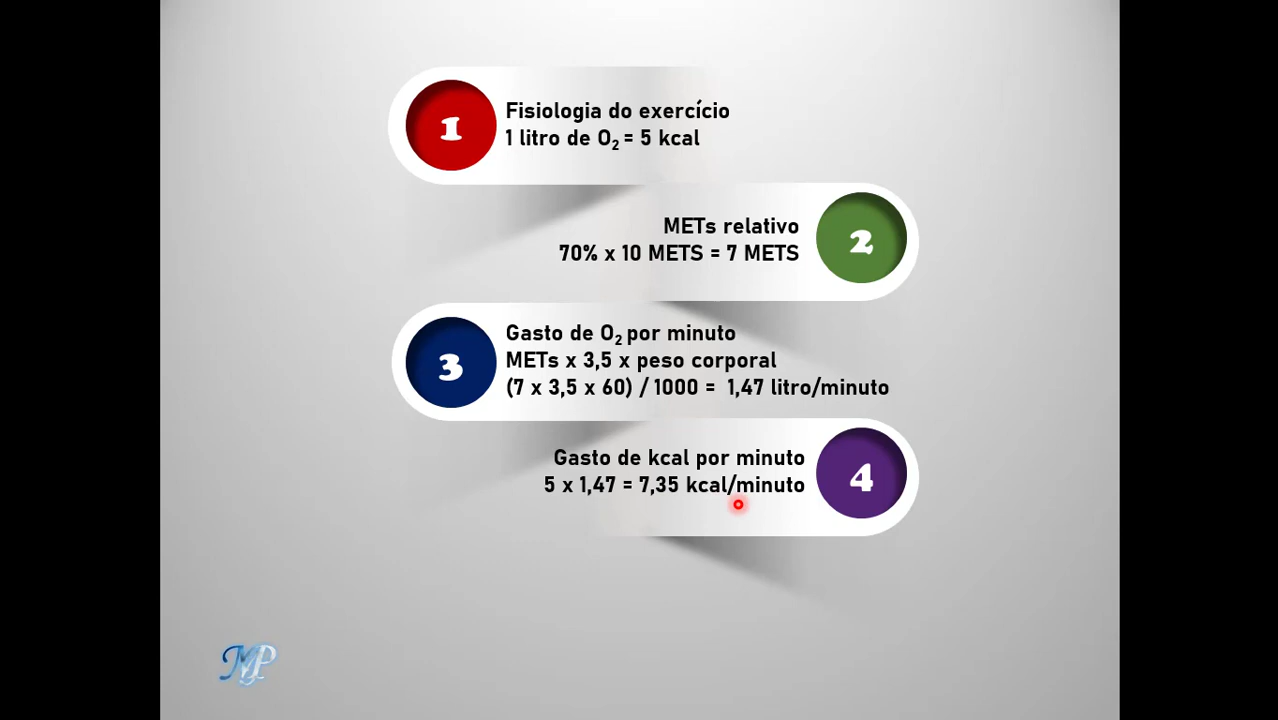 1
Fisiologia do exercício
1 litro de O₂ = 5 kcal
METs relativo
70% x 10 METS = 7 METS
2
3
Gasto de O₂ por minuto
METs x 3,5 x peso corporal
(7 x 3,5 x 60) / 1000 = 1,47 litro/minuto
Gasto de kcal por minuto
5 x 1,47 = 7,35 kcal/minuto
4
MP